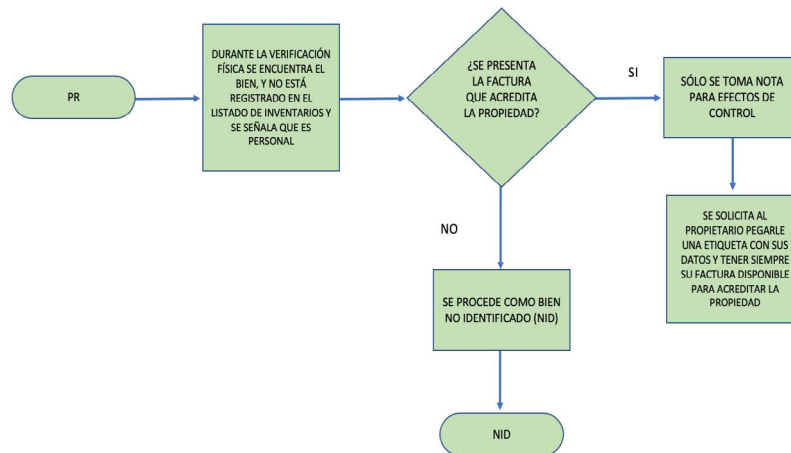 PR
DURANTE LA VERIFICACIÓN
FÍSICA SE ENCUENTRA EL
BIEN, Y NO ESTÁ
REGISTRADO EN EL
LISTADO DE INVENTARIOS Y
SE SEÑALA QUE ES
PERSONAL
¿SE PRESENTA
LA FACTURA
QUE ACREDITA
LA PROPIEDAD?
SI
SÓLO SE TOMA NOTA
PARA EFECTOS DE
CONTROL
SE SOLICITA AL
PROPIETARIO PEGARLE
UNA ETIQUETA CON SUS
DATOS Y TENER SIEMPRE
SU FACTURA DISPONIBLE
PARA ACREDITAR LA
PROPIEDAD
NO
SE PROCEDE COMO BIEN
NO IDENTIFICADO (NID)
NID